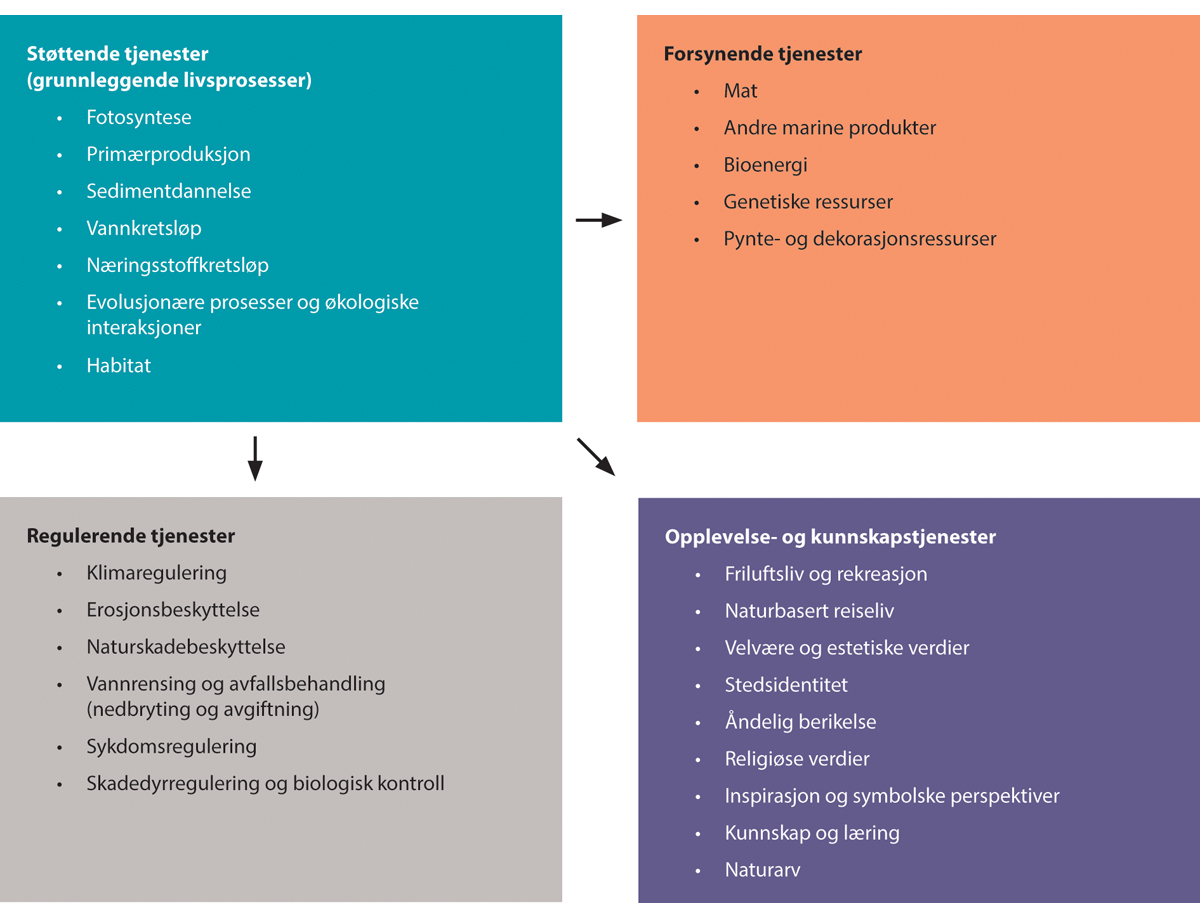 Støttende tjenester
(grunnleggende livsprosesser)
• Fotosyntese
• Primærproduksjon
• Sedimentdannelse
• Vannkretsløp
• Næringsstoffkretsløp
• Evolusjonære prosesser og økologiske
interaksjoner
• Habitat
Forsynende tjenester
• Mat
• Andre marine produkter
• Bioenergi
• Genetiske ressurser
• Pynte- og dekorasjonsressurser
Regulerende tjenester
• Klimaregulering
• Erosjonsbeskyttelse
• Naturskadebeskyttelse
• Vannrensing og avfallsbehandling
(nedbryting og avgiftning)
• Sykdomsregulering
• Skadedyrregulering og biologisk kontroll
Opplevelse- og kunnskapstjenester
• Friluftsliv og rekreasjon
• Naturbasert reiseliv
• Velvære og estetiske verdier
• Stedsidentitet
• Åndelig berikelse
• Religiøse verdier
• Inspirasjon og symbolske perspektiver
• Kunnskap og læring
• Naturarv